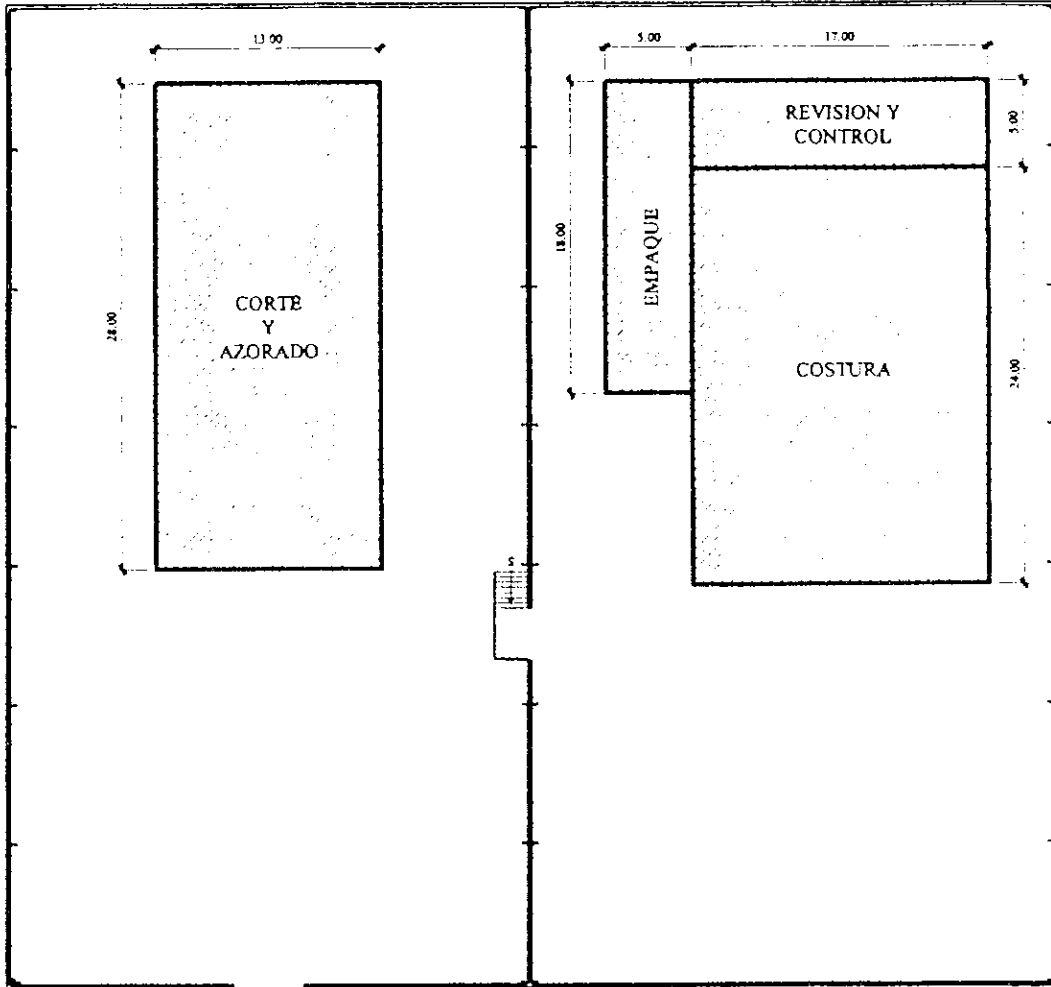 13.00
5.00
17.00
REVISION Y
CONTROL
5.00
18.00
EMPAQUE
28.00
CORTE
Y
AZORADO
COSTURA
24.00
S